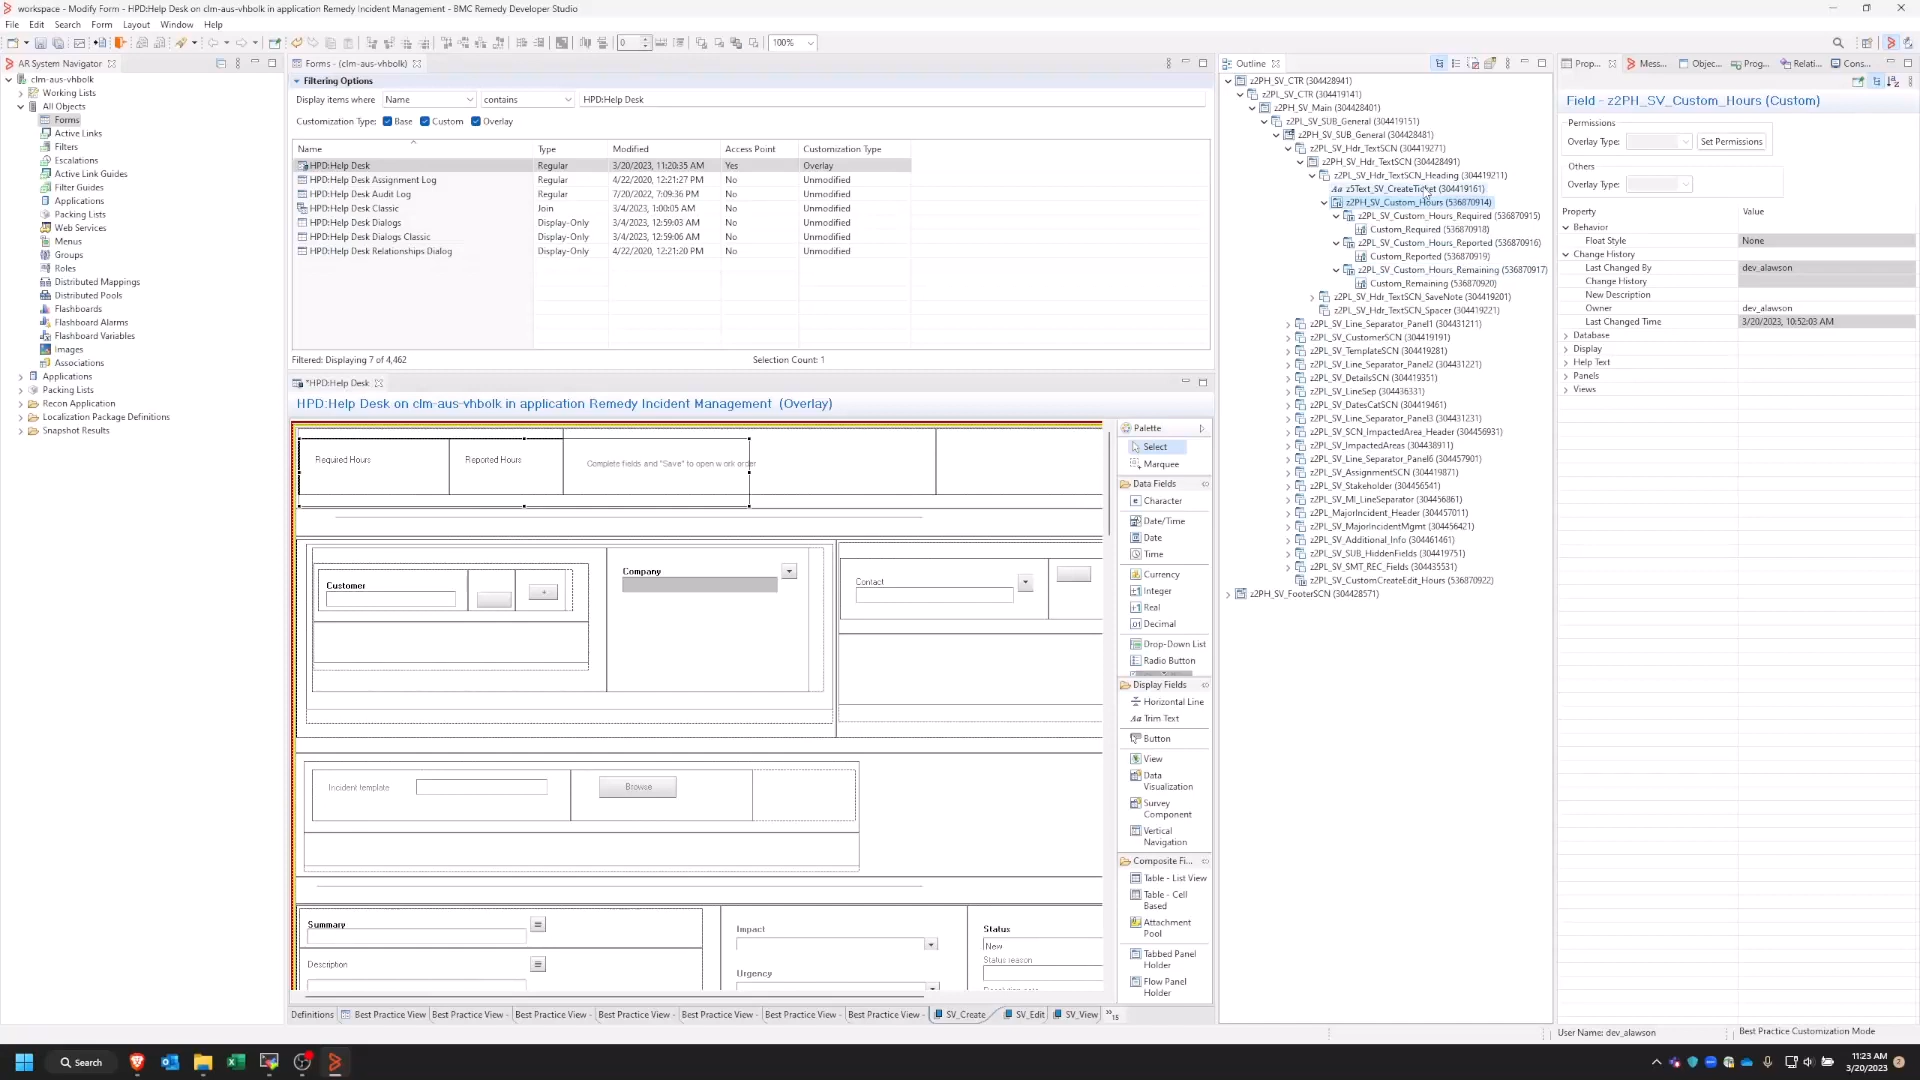 workspace - Modify Form - HPD:Help Desk on clm-aus-vhbolk in application Remedy Incident Management - BMC Remedy Developer Studio
File Edit Search Form Layout Window Help
0
100%
AR System Navigator
clm-aus-vhbolk
Working Lists
All Objects
Forms
Active Links
Filters
Escalations
Active Link Guides
Filter Guides
Applications
Packing Lists
Web Services
Menus
Groups
Roles
Distributed Mappings
Distributed Pools
Flashboards
Flashboard Alarms
Flashboard Variables
Images
Associations
Applications
Packing Lists
Recon Application
Localization Package Definitions
Snapshot Results
Forms - (clm-aus-vhbolk)
Filtering Options
Display items where Name contains HPD:Help Desk
Customization Type: Base Custom Overlay
Name Type Modified Access Point Customization Type
HPD:Help Desk Regular 3/20/2023, 11:20:35 AM Yes Overlay
HPD:Help Desk Assignment Log Regular 4/22/2020, 12:21:27 PM No Unmodified
HPD:Help Desk Audit Log Regular 7/20/2022, 7:09:36 PM No Unmodified
HPD:Help Desk Classic Join 3/4/2023, 1:00:05 AM No Unmodified
HPD:Help Desk Dialogs Display-Only 3/4/2023, 12:59:03 AM No Unmodified
HPD:Help Desk Dialogs Classic Display-Only 3/4/2023, 12:59:06 AM No Unmodified
HPD:Help Desk Relationships Dialog Display-Only 4/22/2020, 12:21:20 PM No Unmodified
Filtered: Displaying 7 of 4,462 Selection Count: 1
*HPD:Help Desk
HPD:Help Desk on clm-aus-vhbolk in application Remedy Incident Management (Overlay)
Required Hours Reported Hours Complete fields and "Save" to open work order
Customer + Company Contact
Incident template Browse
Summary Impact Status
New
Description Status reason
Urgency
Palette
Select
Marquee
Data Fields
Character
Date/Time
Date
Time
Currency
Integer
Real
Decimal
Drop-Down List
Radio Button
Display Fields
Horizontal Line
Trim Text
Button
View
Data
Visualization
Survey
Component
Vertical
Navigation
Composite Fi...
Table - List View
Table - Cell
Based
Attachment
Pool
Tabbed Panel
Holder
Flow Panel
Holder
Definitions Best Practice View Best Practice View - Best Practice View - Best Practice View - Best Practice View - Best Practice View - Best Practice View - SV_Create SV_Edit SV_View »15
Outline
z2PH_SV_CTR (304428941)
z2PL_SV_CTR (304419141)
z2PH_SV_Main (304428401)
z2PL_SV_SUB_General (304419151)
z2PH_SV_SUB_General (304428481)
z2PL_SV_Hdr_TextSCN (304419271)
z2PH_SV_Hdr_TextSCN (304428491)
z2PL_SV_Hdr_TextSCN_Heading (304419211)
z5Text_SV_CreateTicket (304419161)
z2PH_SV_Custom_Hours (536870914)
z2PL_SV_Custom_Hours_Required (536870915)
Custom_Required (536870918)
z2PL_SV_Custom_Hours_Reported (536870916)
Custom_Reported (536870919)
z2PL_SV_Custom_Hours_Remaining (536870917)
Custom_Remaining (536870920)
z2PL_SV_Hdr_TextSCN_SaveNote (304419201)
z2PL_SV_Hdr_TextSCN_Spacer (304419221)
z2PL_SV_Line_Separator_Panel1 (304431211)
z2PL_SV_CustomerSCN (304419191)
z2PL_SV_TemplateSCN (304419281)
z2PL_SV_Line_Separator_Panel2 (304431221)
z2PL_SV_DetailsSCN (304419351)
z2PL_SV_LineSep (304436331)
z2PL_SV_DatesCatSCN (304419461)
z2PL_SV_Line_Separator_Panel3 (304431231)
z2PL_SV_SCN_ImpactedArea_Header (304456931)
z2PL_SV_ImpactedAreas (304438911)
z2PL_SV_Line_Separator_Panel6 (304457901)
z2PL_SV_AssignmentSCN (304419871)
z2PL_SV_Stakeholder (304456541)
z2PL_SV_MI_LineSeparator (304456861)
z2PL_MajorIncident_Header (304457011)
z2PL_SV_MajorIncidentMgmt (304456421)
z2PL_SV_Additional_Info (304461461)
z2PL_SV_SUB_HiddenFields (304419751)
z2PL_SV_SMT_REC_Fields (304435531)
z2PL_SV_CustomCreateEdit_Hours (536870922)
z2PH_SV_FooterSCN (304428571)
Prop... Mess... Objec... Prog... Relati... Cons...
Field - z2PH_SV_Custom_Hours (Custom)
Permissions
Overlay Type: Set Permissions
Others
Overlay Type:
Property Value
Behavior
Float Style None
Change History
Last Changed By dev_alawson
Change History
New Description
Owner dev_alawson
Last Changed Time 3/20/2023, 10:52:03 AM
Database
Display
Help Text
Panels
Views
User Name: dev_alawson Best Practice Customization Mode
Search
11:23 AM
3/20/2023